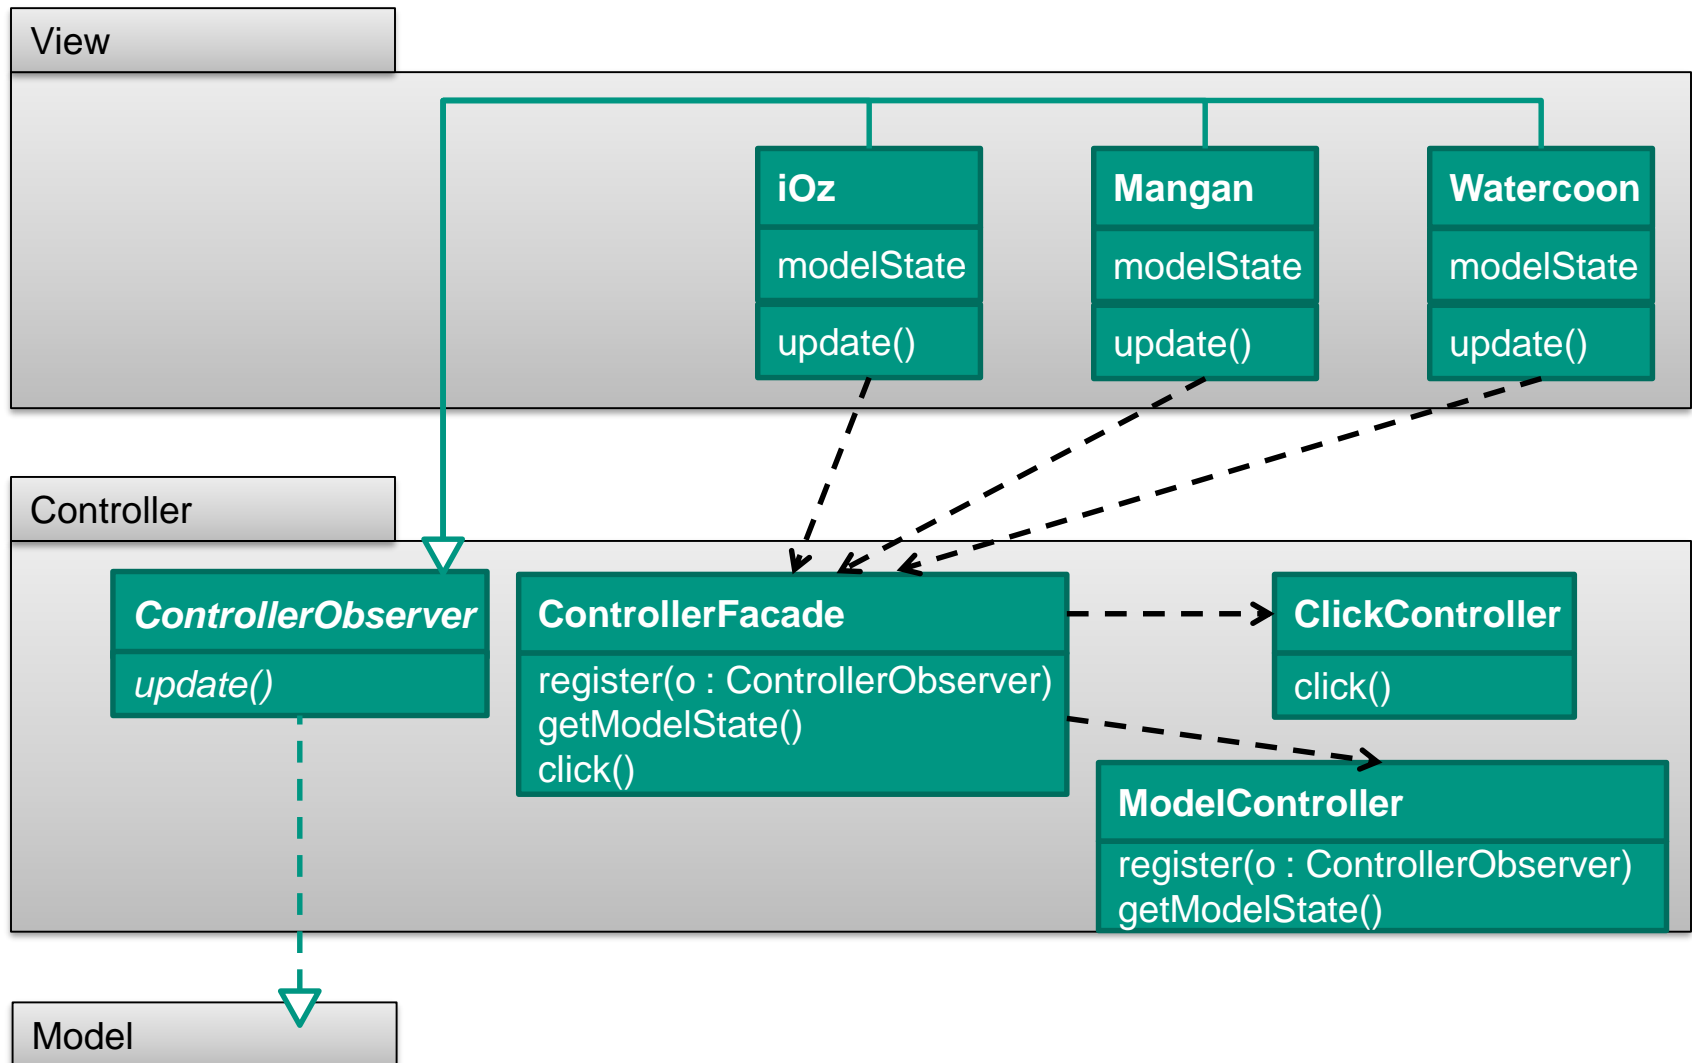 View
iOz
modelState
update()
Mangan
modelState
update()
Watercoon
modelState
update()
Controller
ControllerObserver
update()
ControllerFacade
register(o : ControllerObserver)
getModelState()
click()
ClickController
click()
ModelController
register(o : ControllerObserver)
getModelState()
Model